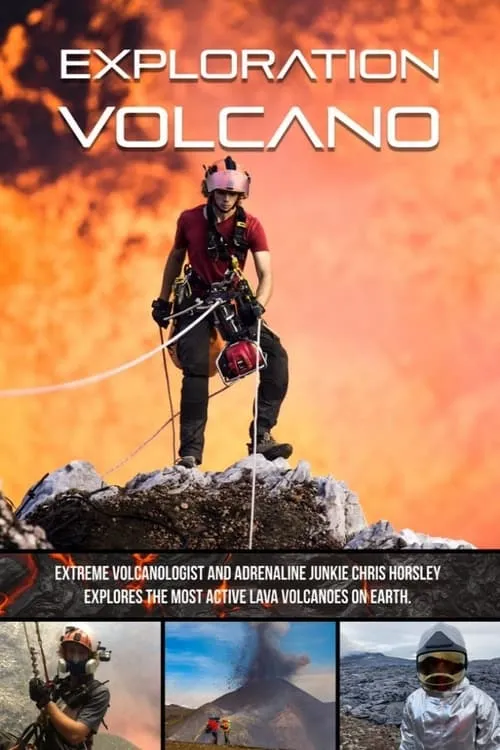 EXPLORATION
VOLCANO
EXTREME VOLCANOLOGIST AND ADRENALINE JUNKIE CHRIS HORSLEY
EXPLORES THE MOST ACTIVE LAVA VOLCANOES ON EARTH.